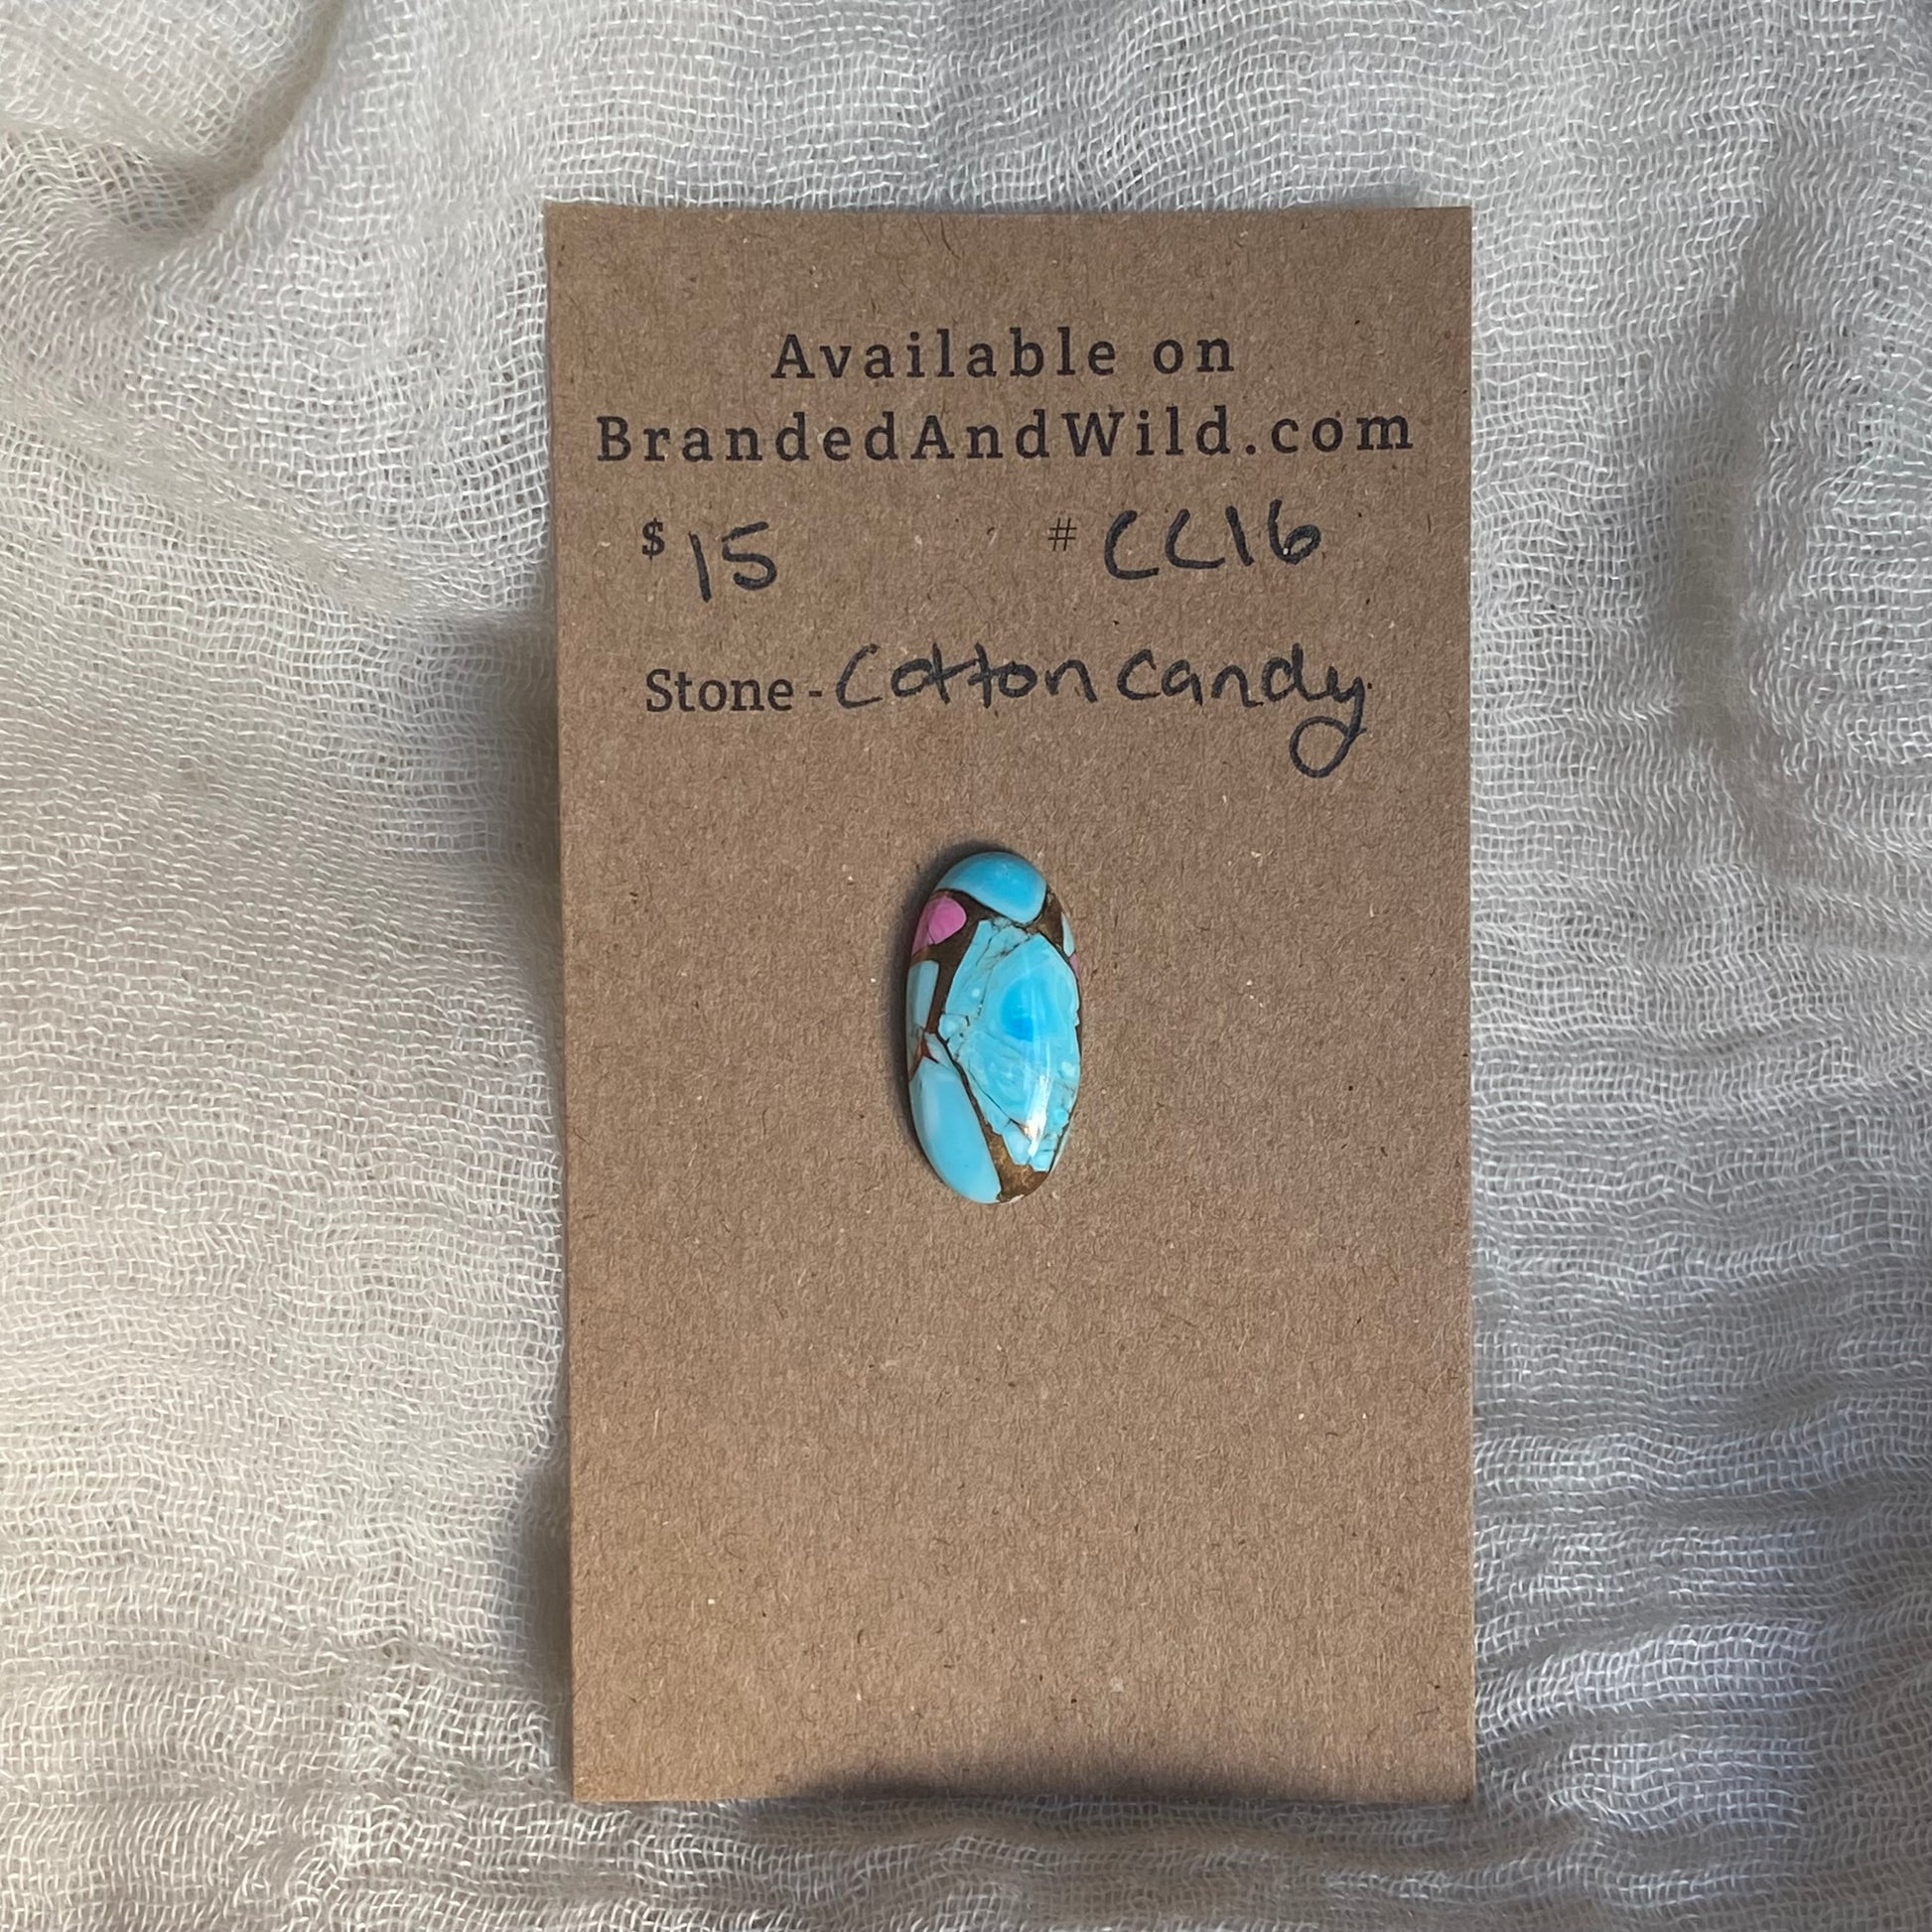 Available on
BrandedAndWild.com
$ 15 # CC16
Stone - Cotton Candy